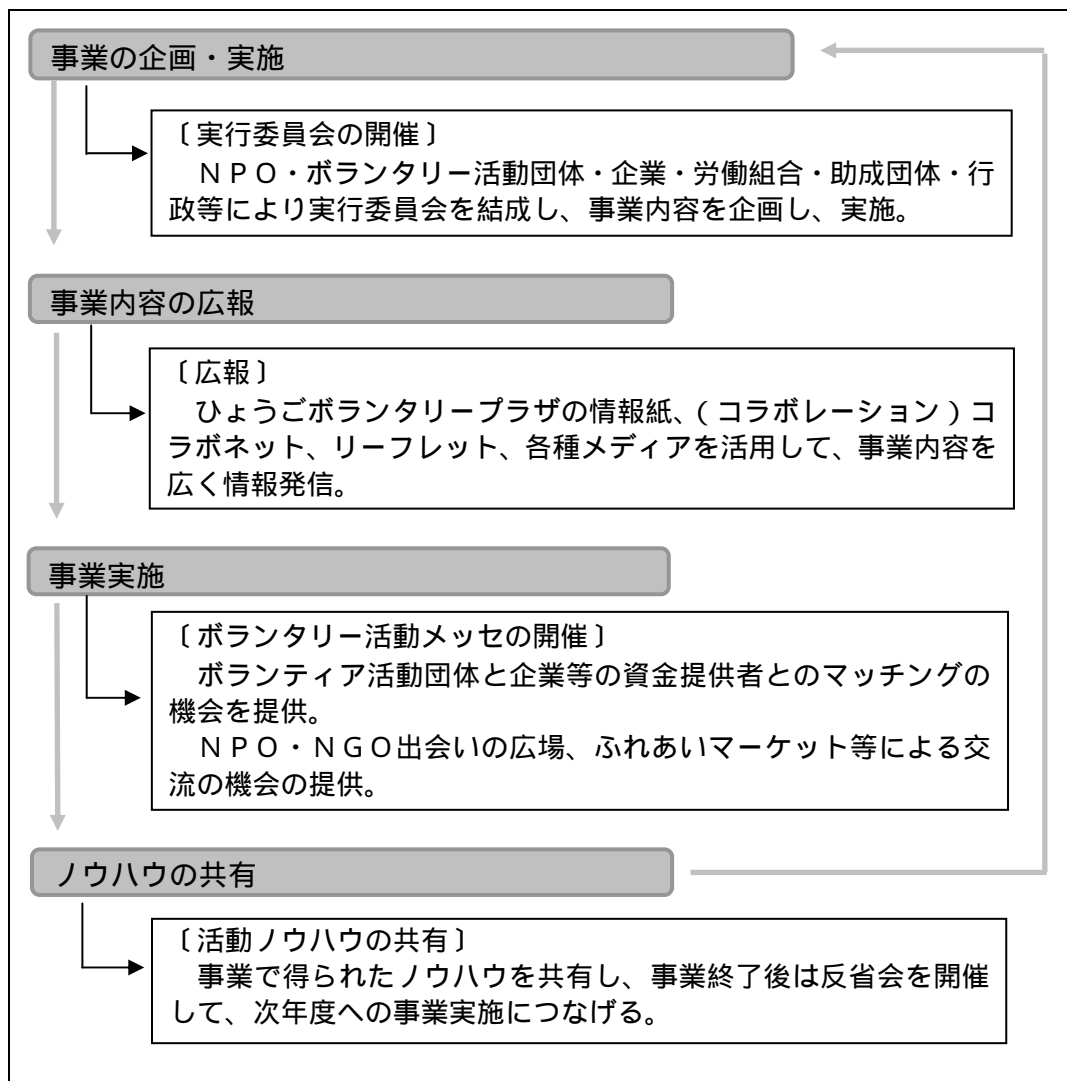 事業の企画・実施
〔実行委員会の開催〕
　ＮＰＯ・ボランタリー活動団体・企業・労働組合・助成団体・行
政等により実行委員会を結成し、事業内容を企画し、実施。
事業内容の広報
〔広報〕
　ひょうごボランタリープラザの情報紙、（コラボレーション）コ
ラボネット、リーフレット、各種メディアを活用して、事業内容を
広く情報発信。
事業実施
〔ボランタリー活動メッセの開催〕
　ボランティア活動団体と企業等の資金提供者とのマッチングの
機会を提供。
　ＮＰＯ・ＮＧＯ出会いの広場、ふれあいマーケット等による交
流の機会の提供。
ノウハウの共有
〔活動ノウハウの共有〕
　事業で得られたノウハウを共有し、事業終了後は反省会を開催
して、次年度への事業実施につなげる。